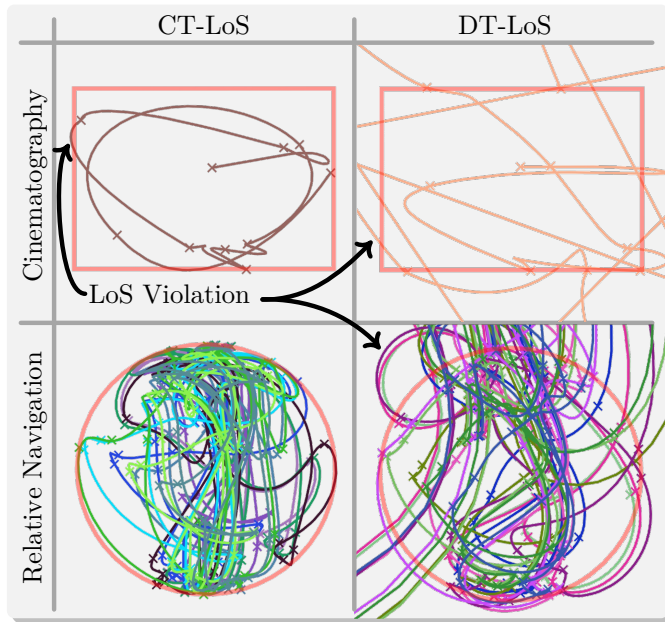 CT-LoS
DT-LoS
Cinematography
LoS Violation
Relative Navigation